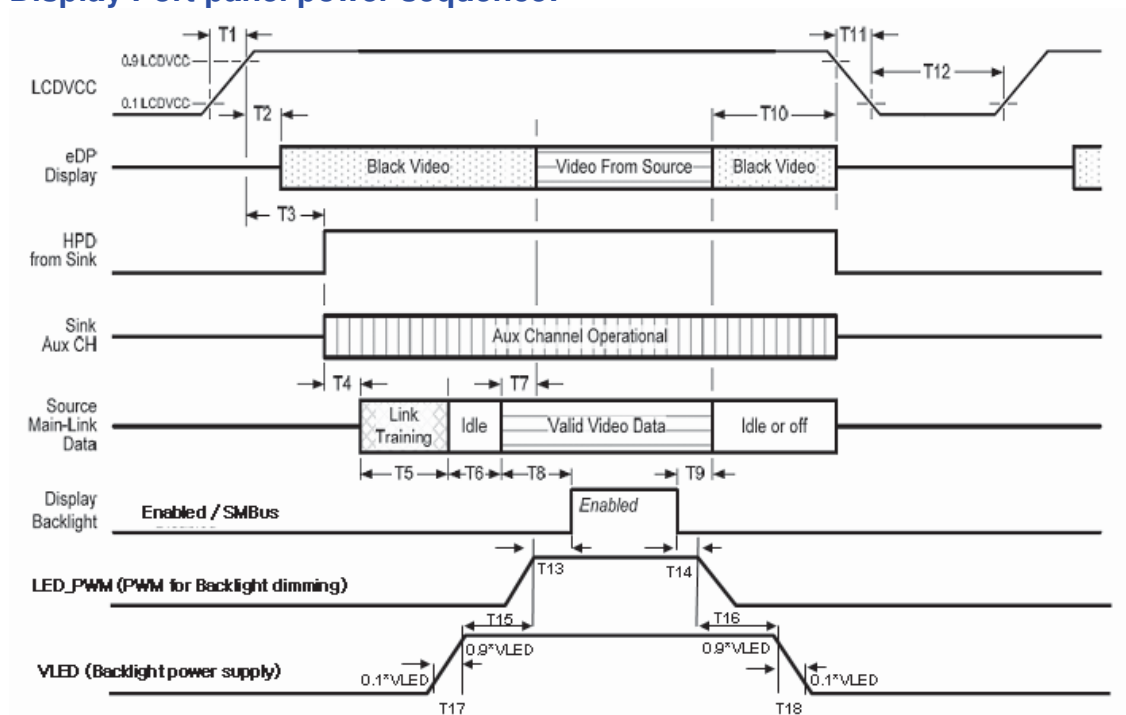 Display Port panel power sequence:
T1
T11
0.9 LCDVCC
LCDVCC
T12
0.1 LCDVCC
T2
T10
eDP
Display
Black Video
Video From Source
Black Video
T3
HPD
from Sink
Sink
Aux CH
Aux Channel Operational
T4
T7
Source
Main-Link
Data
Link
Training
Idle
Valid Video Data
Idle or off
T5
T6
T8
T9
Display
Backlight
Enabled / SMBus
Enabled
LED_PWM (PWM for Backlight dimming)
T13
T14
T15
T16
0.9*VLED
0.9*VLED
VLED (Backlight power supply)
0.1*VLED
0.1*VLED
T17
T18